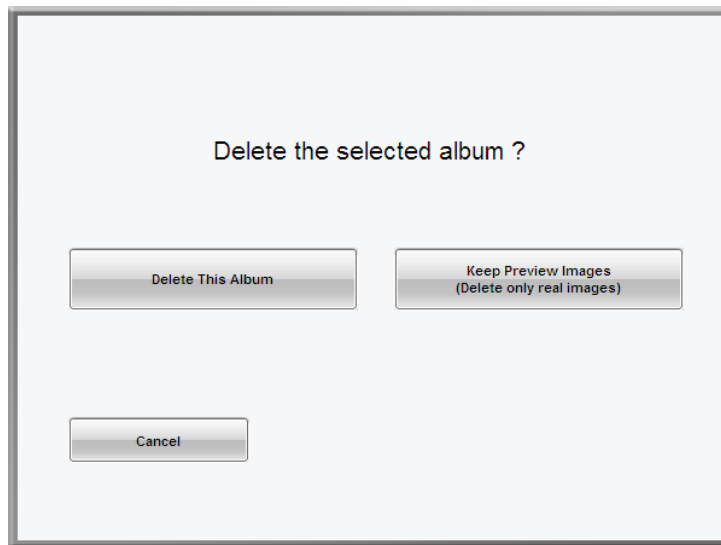 Delete the selected album ?
Delete This Album
Keep Preview Images
(Delete only real images)
Cancel